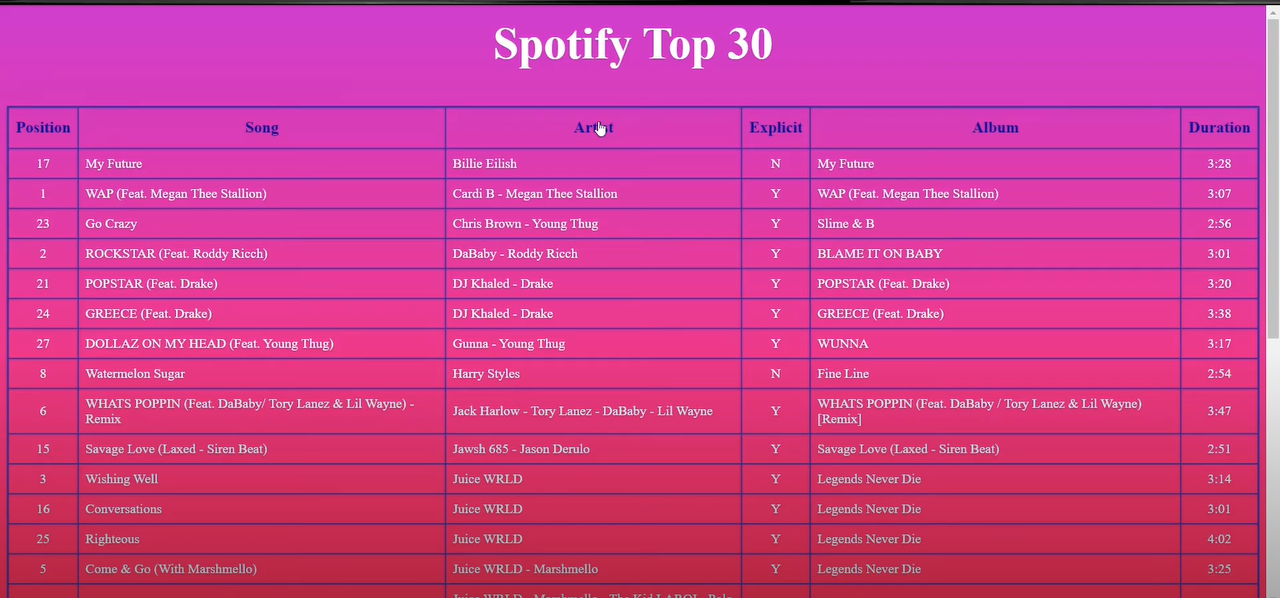 Spotify Top 30
Position Song Artist Explicit Album Duration
17 My Future Billie Eilish N My Future 3:28
1 WAP (Feat. Megan Thee Stallion) Cardi B - Megan Thee Stallion Y WAP (Feat. Megan Thee Stallion) 3:07
23 Go Crazy Chris Brown - Young Thug Y Slime & B 2:56
2 ROCKSTAR (Feat. Roddy Ricch) DaBaby - Roddy Ricch Y BLAME IT ON BABY 3:01
21 POPSTAR (Feat. Drake) DJ Khaled - Drake Y POPSTAR (Feat. Drake) 3:20
24 GREECE (Feat. Drake) DJ Khaled - Drake Y GREECE (Feat. Drake) 3:38
27 DOLLAZ ON MY HEAD (Feat. Young Thug) Gunna - Young Thug Y WUNNA 3:17
8 Watermelon Sugar Harry Styles N Fine Line 2:54
6 WHATS POPPIN (Feat. DaBaby/ Tory Lanez & Lil Wayne) - Jack Harlow - Tory Lanez - DaBaby - Lil Wayne Y WHATS POPPIN (Feat. DaBaby / Tory Lanez & Lil Wayne) 3:47
Remix [Remix]
15 Savage Love (Laxed - Siren Beat) Jawsh 685 - Jason Derulo Y Savage Love (Laxed - Siren Beat) 2:51
3 Wishing Well Juice WRLD Y Legends Never Die 3:14
16 Conversations Juice WRLD Y Legends Never Die 3:01
25 Righteous Juice WRLD Y Legends Never Die 4:02
5 Come & Go (With Marshmello) Juice WRLD - Marshmello Y Legends Never Die 3:25
Juice WRLD - Marshmello - The Kid LAROI - Polo